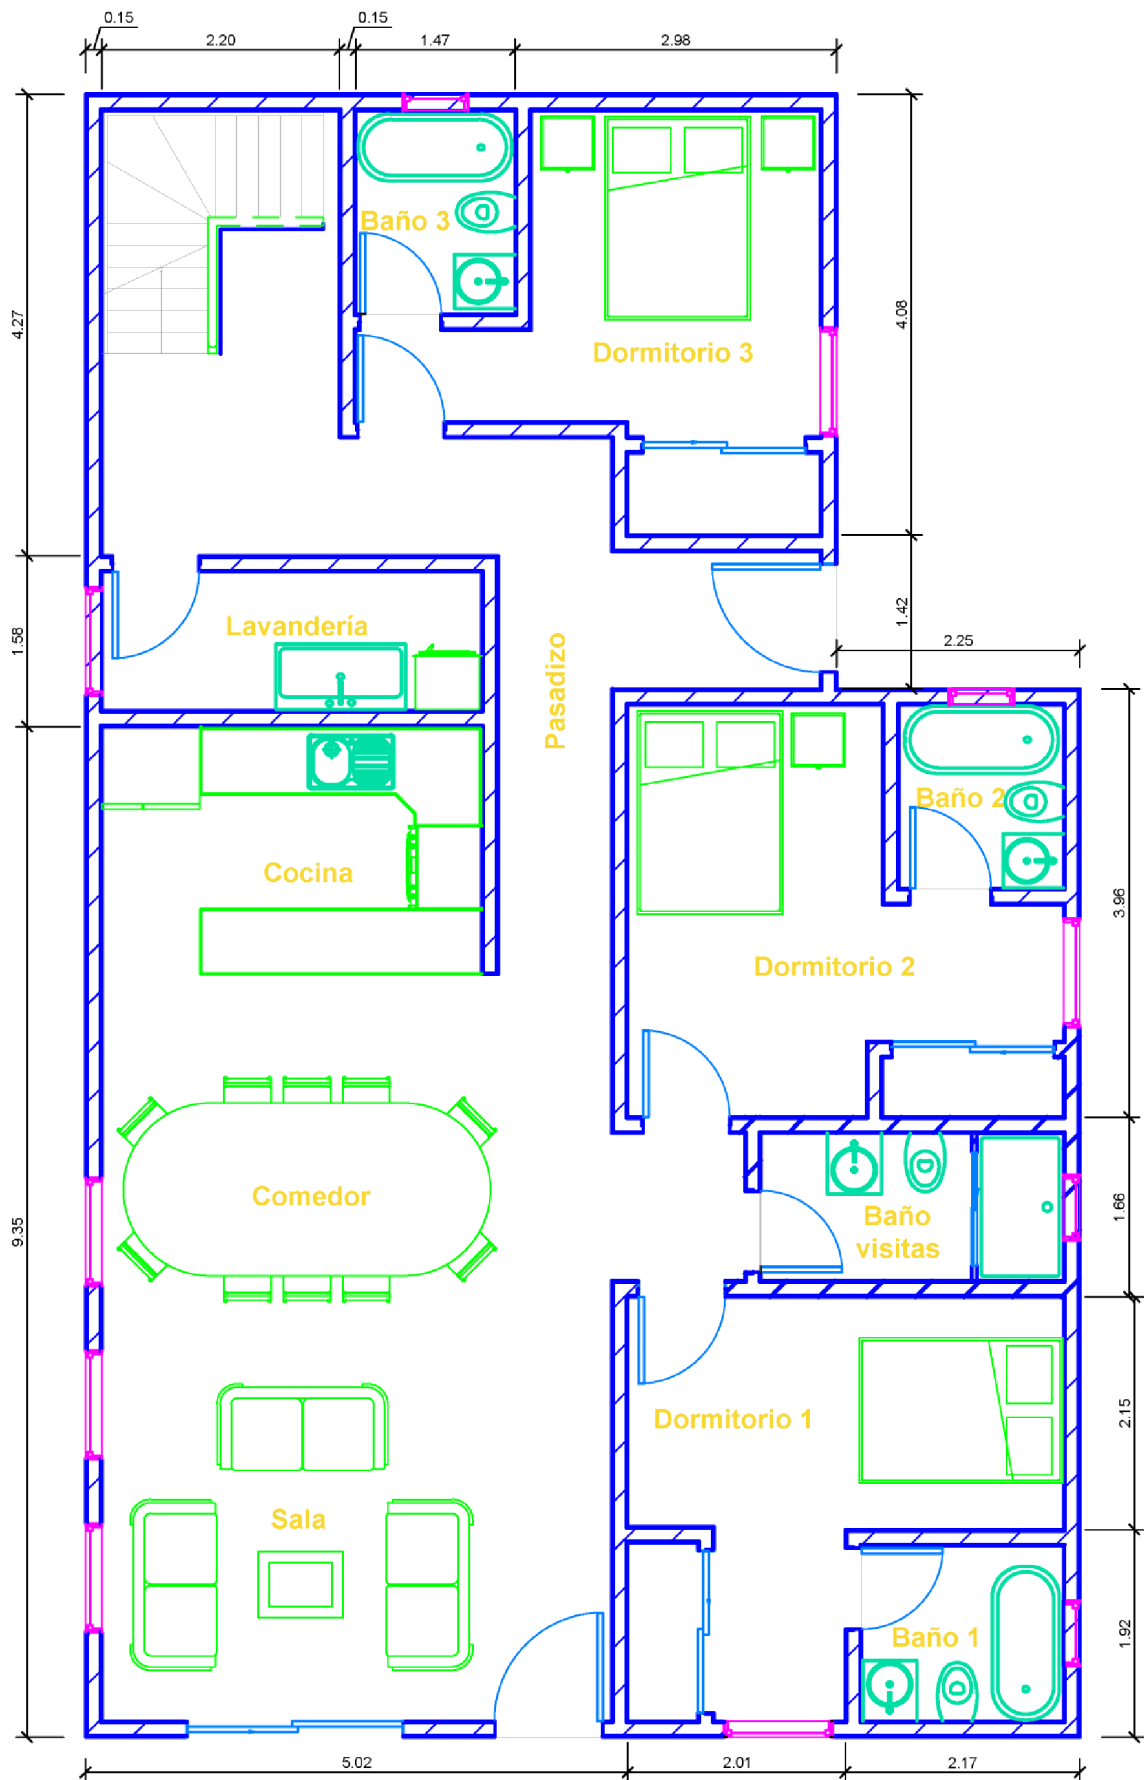 0.15
0.15
2.20
1.47
2.98
Baño 3
4.27
4.08
Dormitorio 3
1.42
1.58
Lavandería
2.25
Pasadizo
Baño 2
Cocina
3.96
Dormitorio 2
Comedor
9.35
Baño
visitas
1.66
Dormitorio 1
2.15
Sala
Baño 1
1.92
5.02
2.01
2.17